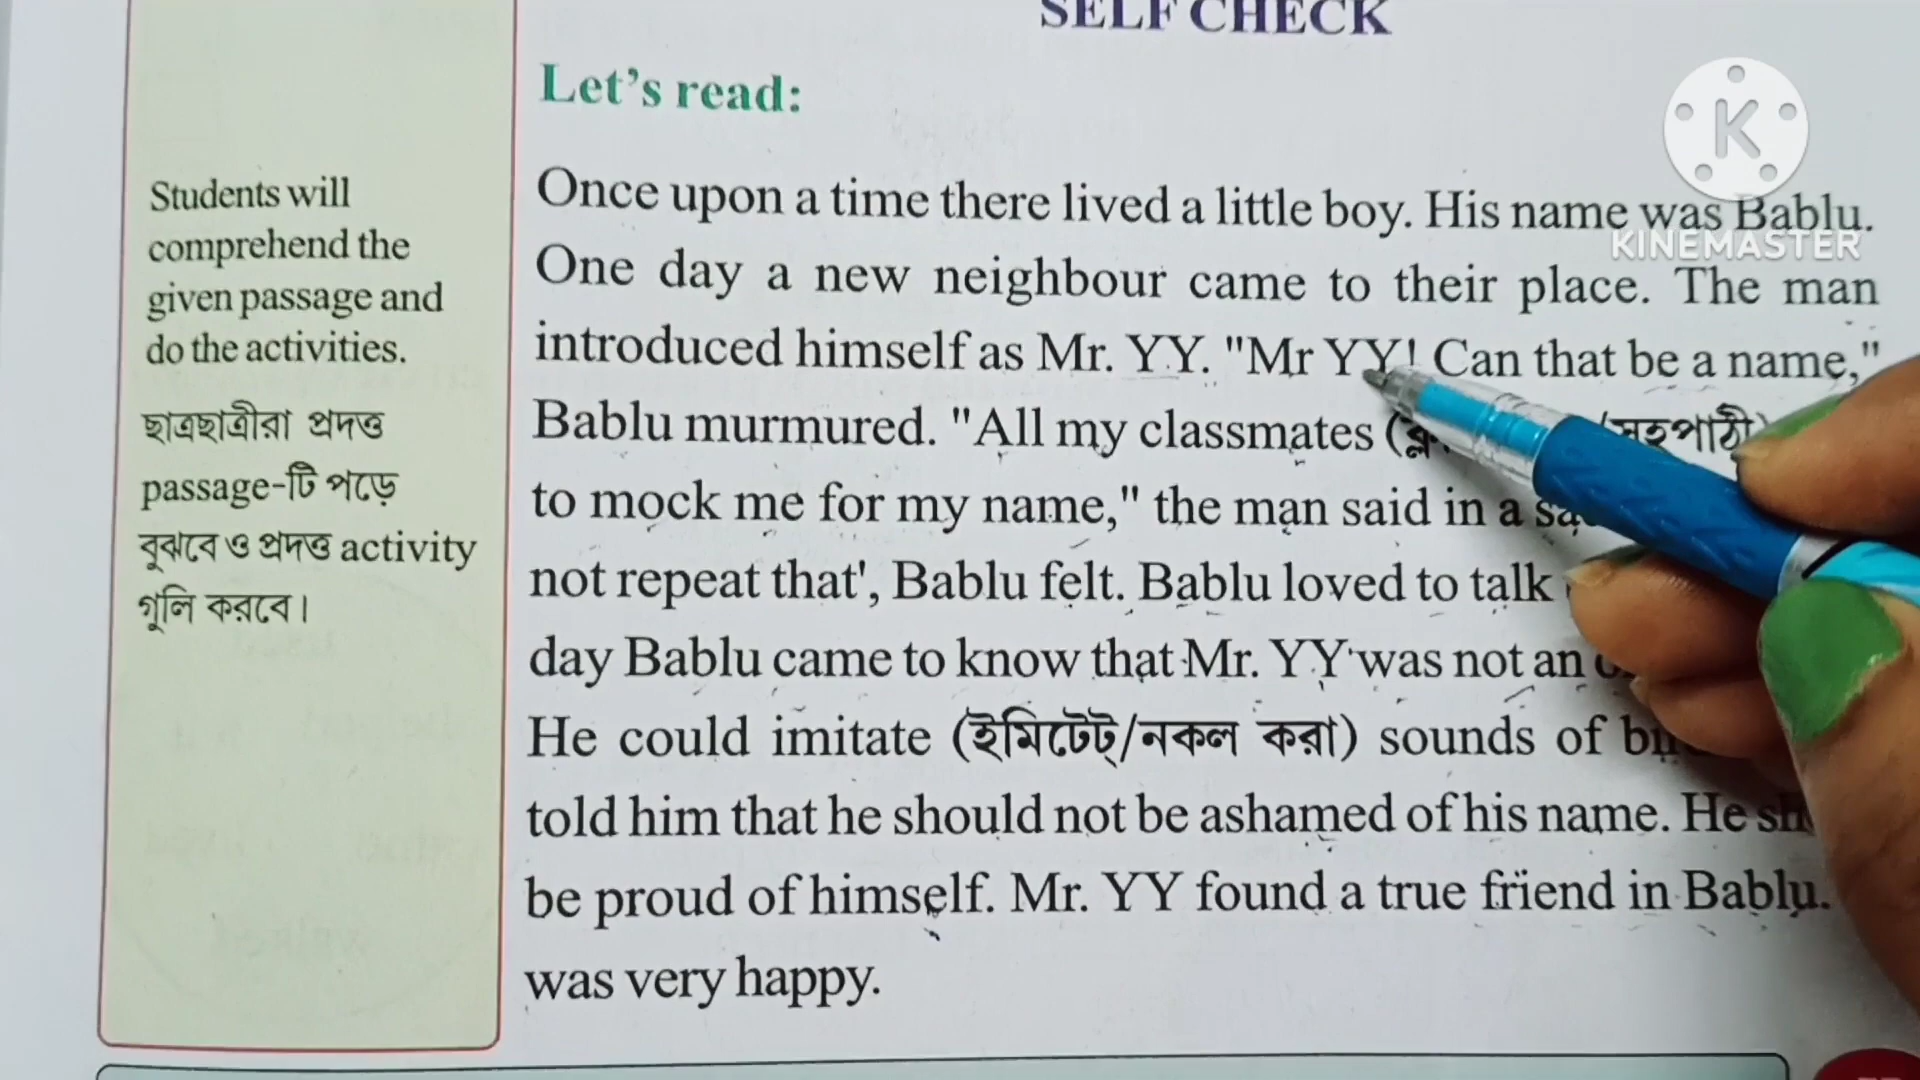 SELF CHECK
Let's read:
Students will
comprehend the
given passage and
do the activities.
ছাত্রছাত্রীরা প্রদত্ত
passage-টি পড়ে
বুঝবে ও প্রদত্ত activity
গুলি করবে।
Once upon a time there lived a little boy. His name was Bablu.
One day a new neighbour came to their place. The man
introduced himself as Mr. YY. "Mr YY! Can that be a name,"
Bablu murmured. "All my classmates (সহপাঠী)
to mock me for my name," the man said in a
not repeat that', Bablu felt. Bablu loved to talk
day Bablu came to know that Mr. YY was not an
He could imitate (ইমিটেট্/নকল করা) sounds of
told him that he should not be ashamed of his name. He
be proud of himself. Mr. YY found a true friend in Bablu.
was very happy.
K
KINEMASTER